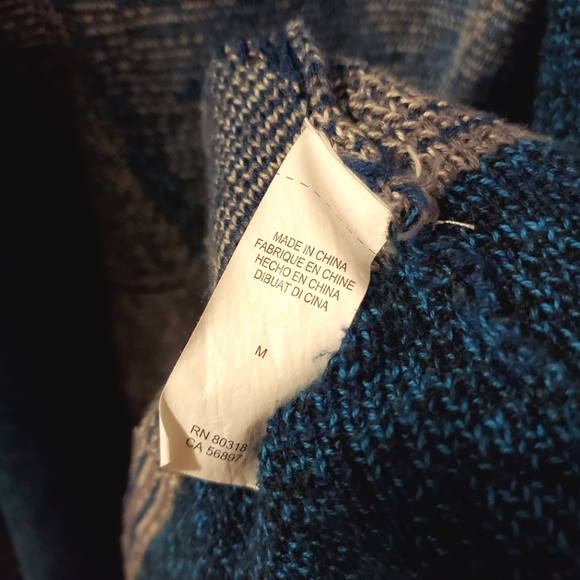 MADE IN CHINA
FABRIQUE EN CHINE
HECHO EN CHINA
DIBUAT DI CINA
M
RN 80318
CA 56897